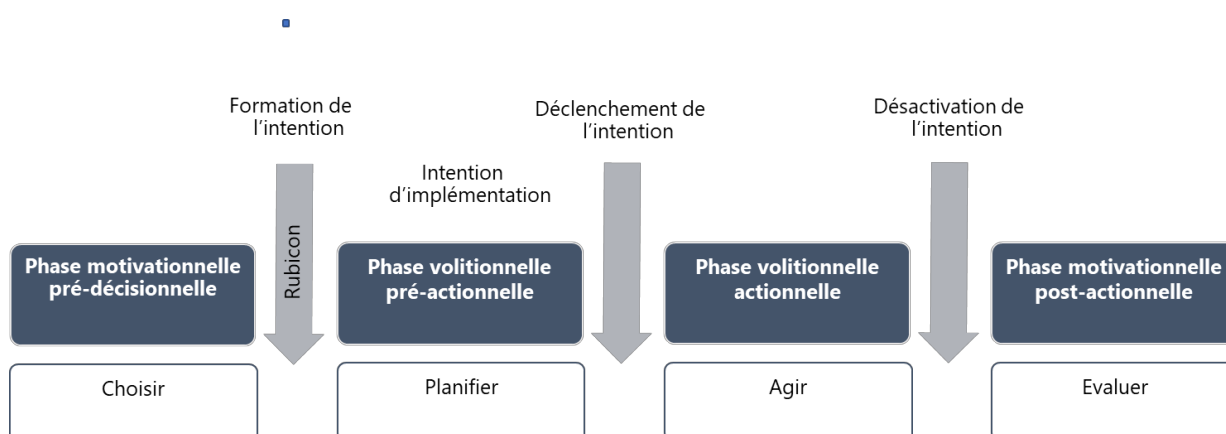 Formation de
l'intention
Déclenchement de
l'intention
Désactivation de
l'intention
Intention
d'implémentation
Rubicon
Phase motivationnelle
pré-décisionnelle
Phase volitionnelle
pré-actionnelle
Phase volitionnelle
actionnelle
Phase motivationnelle
post-actionnelle
Choisir
Planifier
Agir
Evaluer